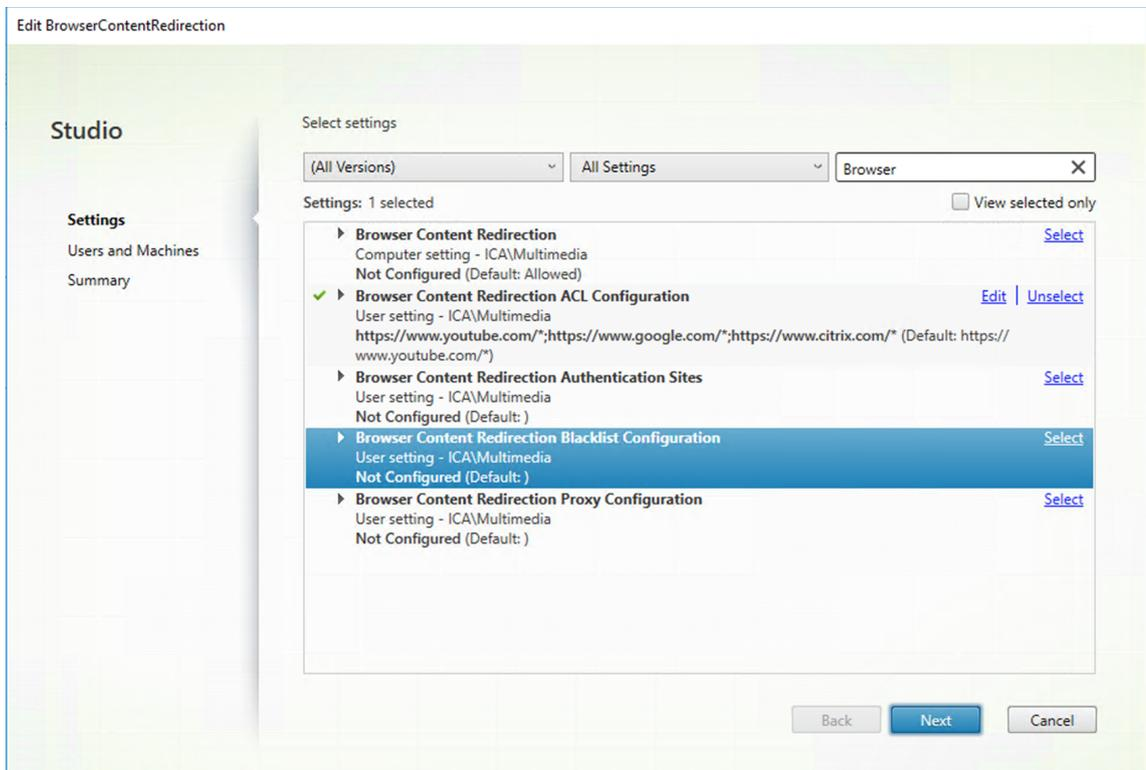 Edit BrowserContentRedirection
Studio
Settings
Users and Machines
Summary
Select settings
(All Versions)
All Settings
Browser
Settings: 1 selected
View selected only
Browser Content Redirection
Select
Computer setting - ICA\Multimedia
Not Configured (Default: Allowed)
Browser Content Redirection ACL Configuration
Edit | Unselect
User setting - ICA\Multimedia
https://www.youtube.com/*;https://www.google.com/*;https://www.citrix.com/* (Default: https://
www.youtube.com/*)
Browser Content Redirection Authentication Sites
Select
User setting - ICA\Multimedia
Not Configured (Default: )
Browser Content Redirection Blacklist Configuration
Select
User setting - ICA\Multimedia
Not Configured (Default: )
Browser Content Redirection Proxy Configuration
Select
User setting - ICA\Multimedia
Not Configured (Default: )
Back
Next
Cancel